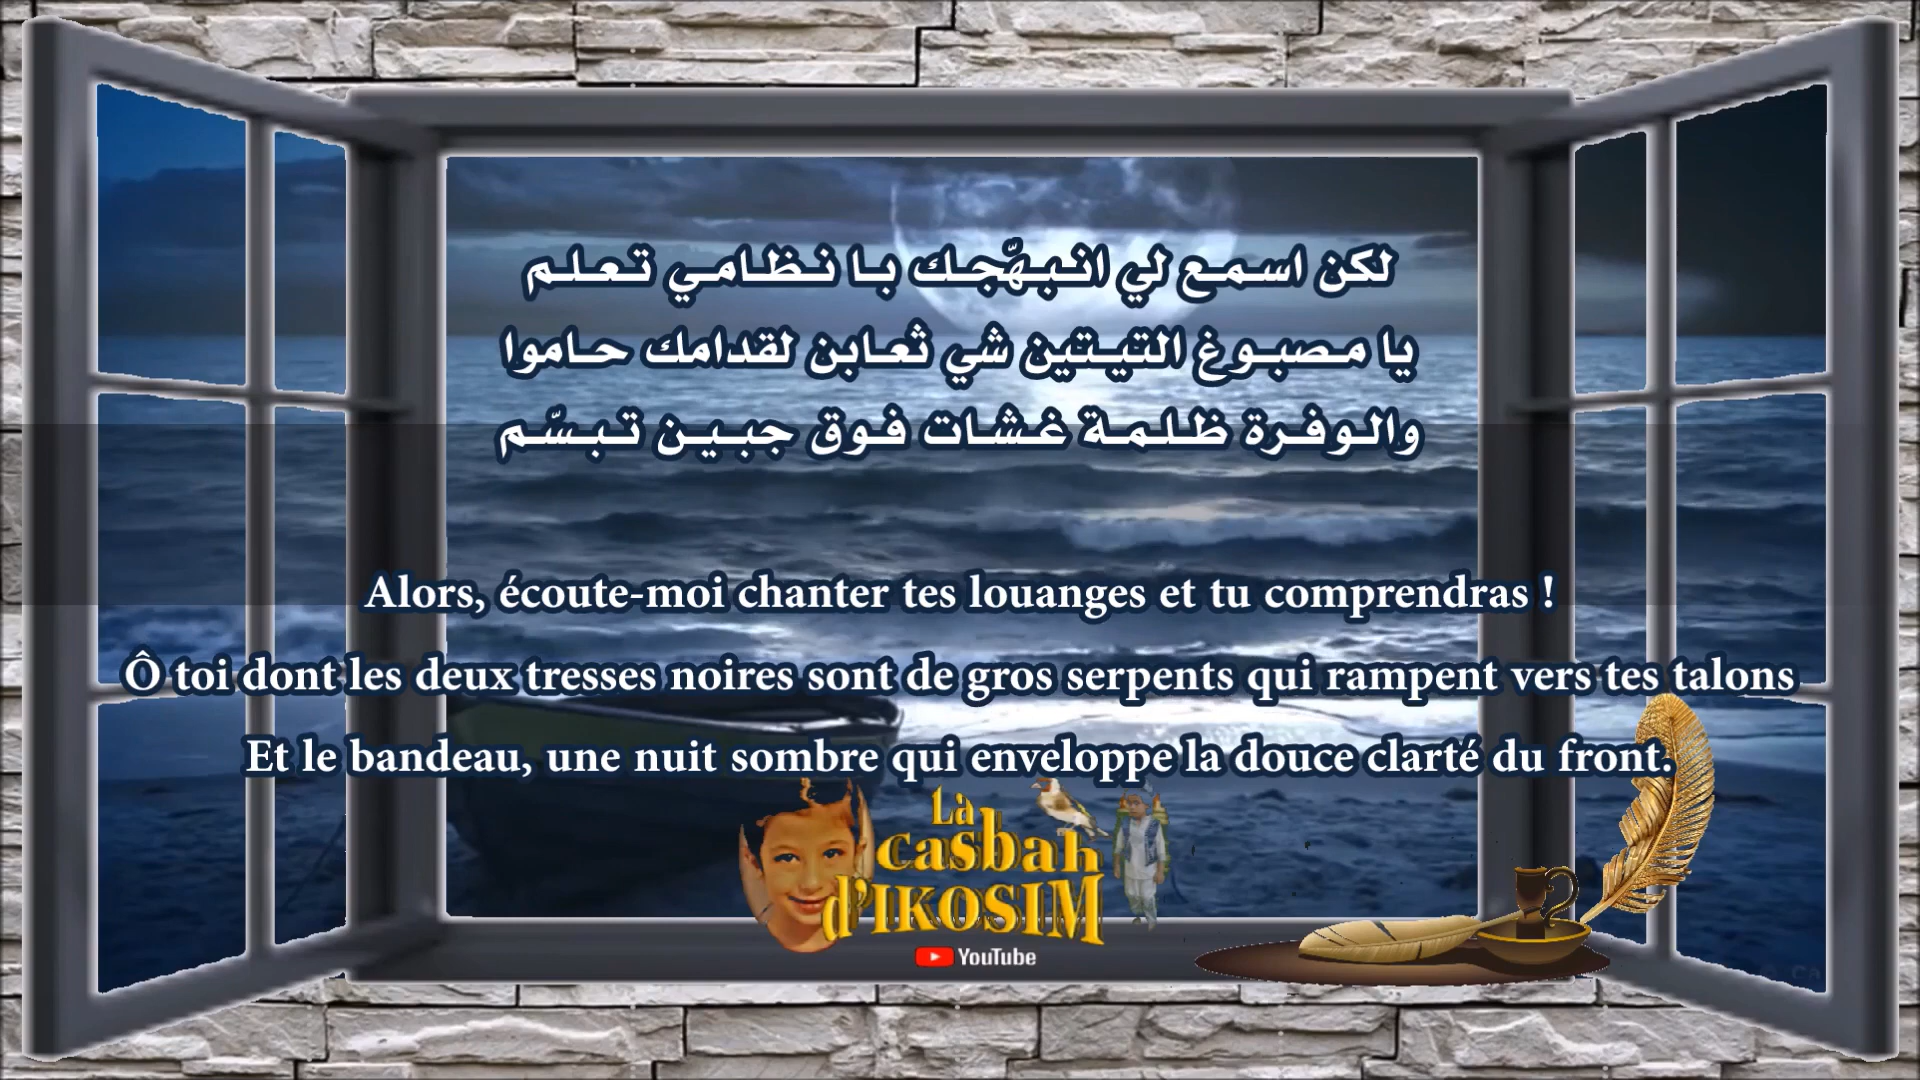 لكن اسمع لي انبهّجك بـا نظامي تعلم
يا مصبوغ التيتين شي ثعابن لقدامك حاموا
والوفرة ظلمة غشات فوق جبين تبسّم
Alors, écoute-moi chanter tes louanges et tu comprendras !
Ô toi dont les deux tresses noires sont de gros serpents qui rampent vers tes talons
Et le bandeau, une nuit sombre qui enveloppe la douce clarté du front.
La
casbah
d'IKOSIM
YouTube